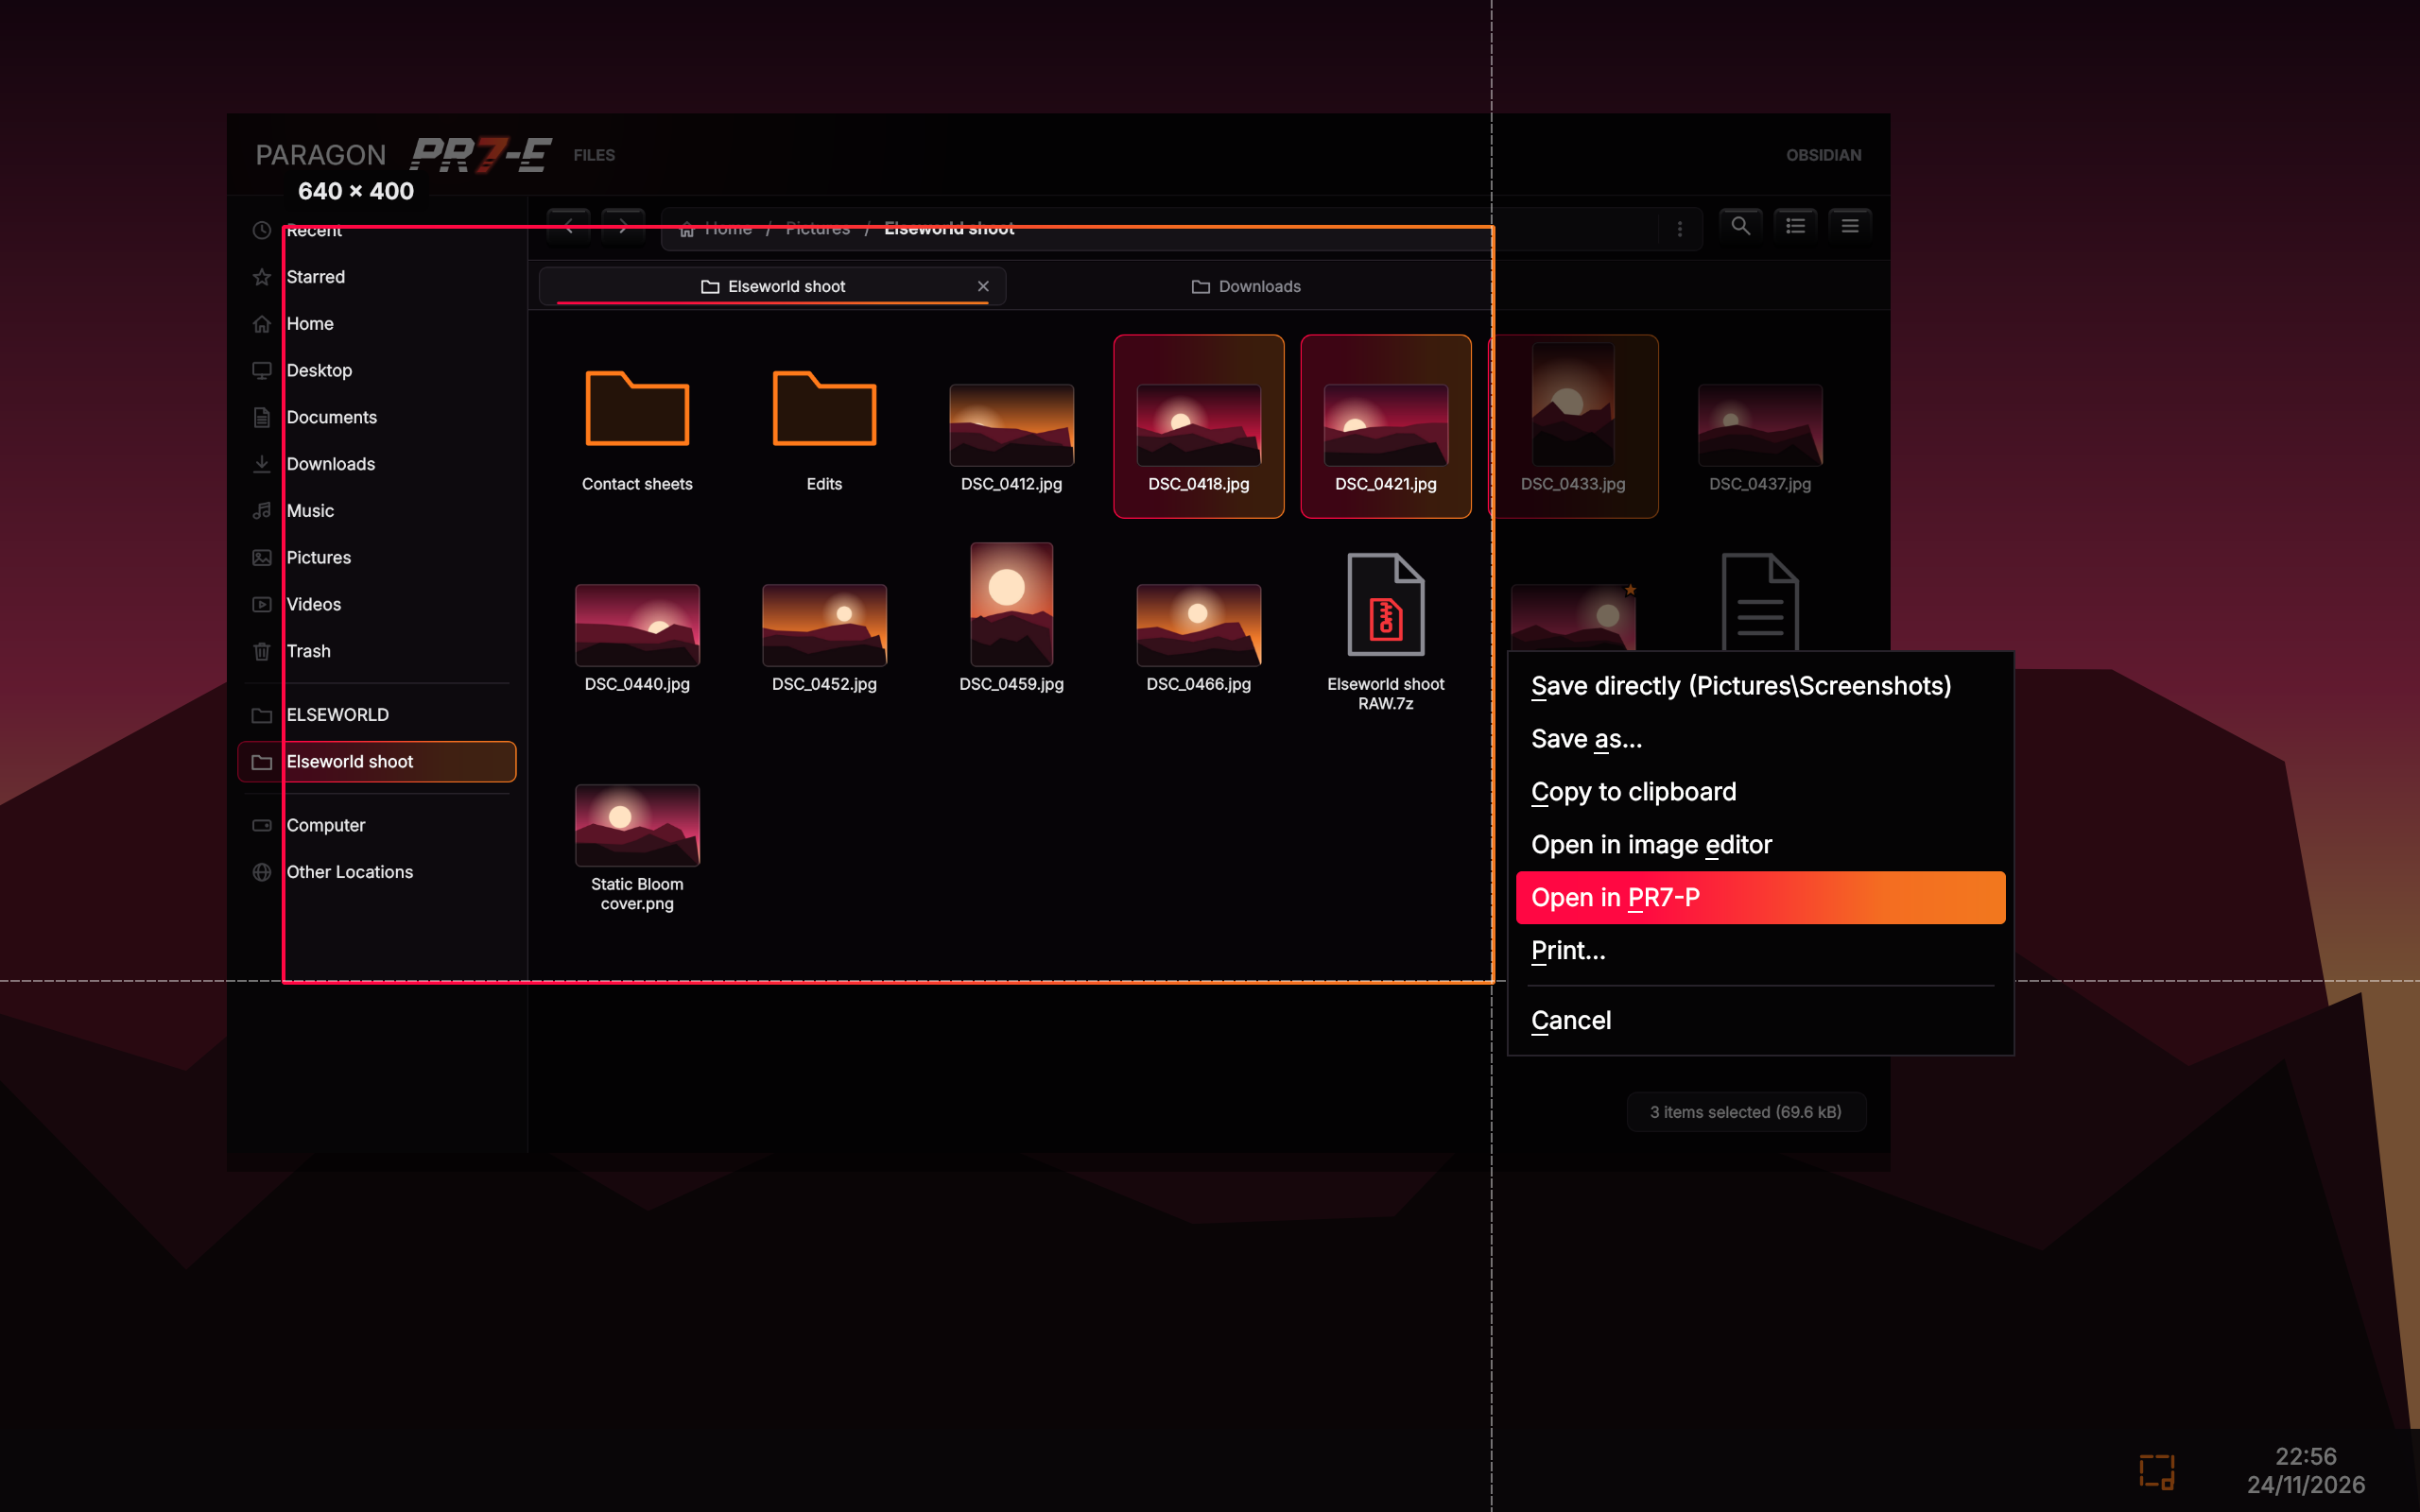 PARAGON PR7-E FILES OBSIDIAN
640 × 400
Recent
Starred
Home
Desktop
Documents
Downloads
Music
Pictures
Videos
Trash
ELSEWORLD
Elseworld shoot
Computer
Other Locations
Home / Pictures / Elseworld shoot
Elseworld shoot
Downloads
Contact sheets
Edits
DSC_0412.jpg
DSC_0418.jpg
DSC_0421.jpg
DSC_0433.jpg
DSC_0437.jpg
DSC_0440.jpg
DSC_0452.jpg
DSC_0459.jpg
DSC_0466.jpg
Elseworld shoot
RAW.7z
Static Bloom
cover.png
Save directly (Pictures\Screenshots)
Save as...
Copy to clipboard
Open in image editor
Open in PR7-P
Print...
Cancel
3 items selected (69.6 kB)
22:56
24/11/2026